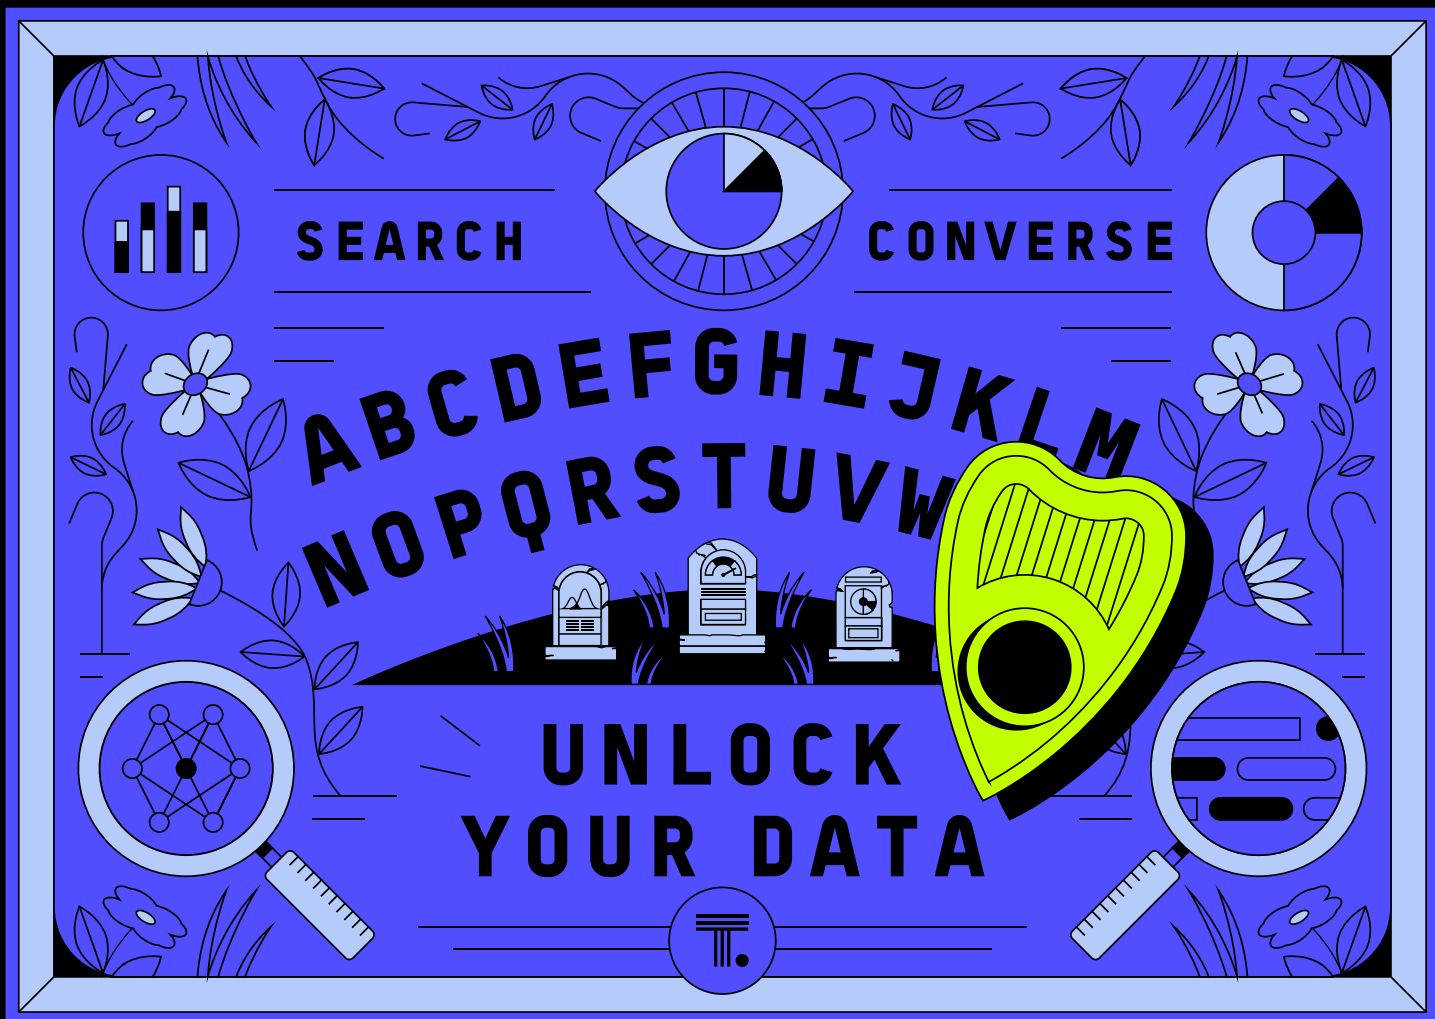 SEARCH
CONVERSE
ABCDEFGHIJKLM
NOPQRSTUVW
UNLOCK
YOUR DATA
T.